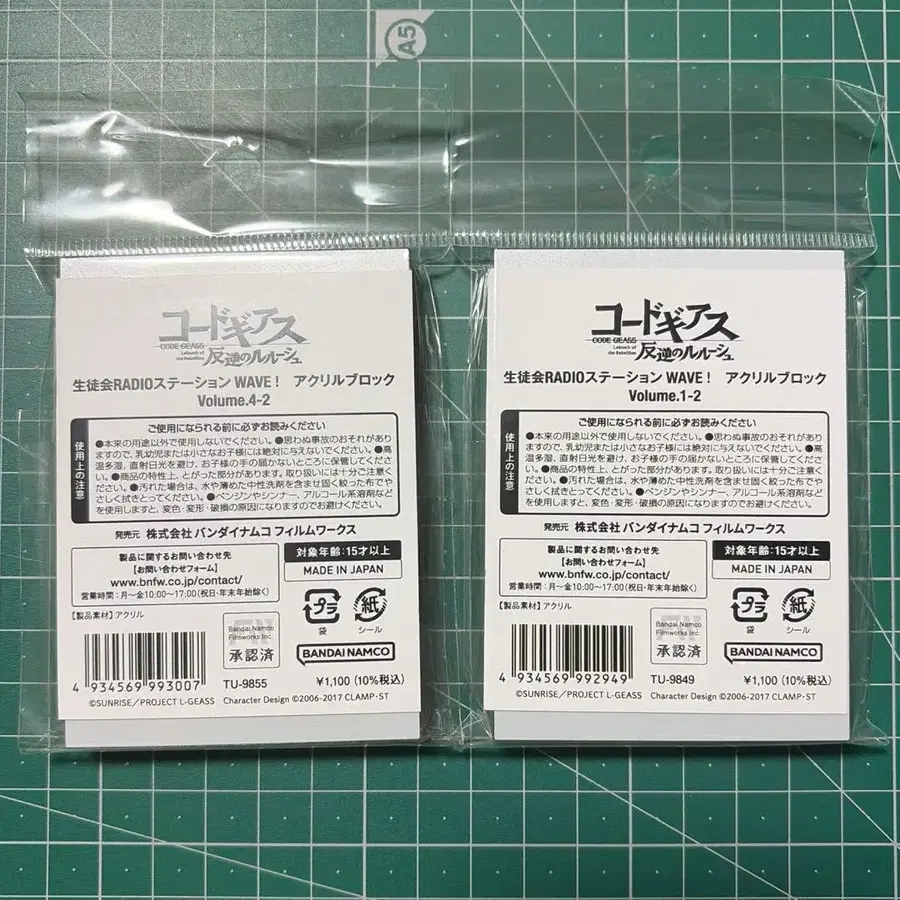 A5
コードギアス
CODE GEASS
Lelouch of
the Rebellion
反逆のルルーシュ
生徒会RADIOステーション WAVE！ アクリルブロック
Volume.4-2
使用上の注意
ご使用になられる前に必ずお読みください
●本来の用途以外で使用しないでください。●思わぬ事故のおそれがあり
ますので、乳幼児または小さなお子様には絶対に与えないでください。●高
温多湿、直射日光を避け、お子様の手の届かないところに保管してくださ
い。●商品の特性上、とがった部分があります。取り扱いには十分ご注意くだ
さい。●汚れた場合は、水や薄めた中性洗剤を含ませ固く絞った布でや
さしく拭きとってください。●ベンジンやシンナー、アルコール系溶剤など
を使用しますと、変色・変形・破損の原因になりますのでお避けください。
発売元 株式会社バンダイナムコフィルムワークス
製品に関するお問い合わせ先
【お問い合わせフォーム】
www.bnfw.co.jp/contact/
営業時間：月〜金10:00〜17:00（祝日・年末年始除く）
対象年齢：15才以上
MADE IN JAPAN
【製品素材】アクリル
プラ
袋
紙
シール
FW
Bandai Namco
Filmworks Inc.
承認済
BANDAI NAMCO
4 934569 993007
TU-9855
¥1,100（10%税込）
©SUNRISE／PROJECT L-GEASS Character Design ©2006-2017 CLAMP・ST
コードギアス
CODE GEASS
Lelouch of
the Rebellion
反逆のルルーシュ
生徒会RADIOステーション WAVE！ アクリルブロック
Volume.1-2
使用上の注意
ご使用になられる前に必ずお読みください
●本来の用途以外で使用しないでください。●思わぬ事故のおそれがあり
ますので、乳幼児または小さなお子様には絶対に与えないでください。●高
温多湿、直射日光を避け、お子様の手の届かないところに保管してくださ
い。●商品の特性上、とがった部分があります。取り扱いには十分ご注意くだ
さい。●汚れた場合は、水や薄めた中性洗剤を含ませ固く絞った布でや
さしく拭きとってください。●ベンジンやシンナー、アルコール系溶剤など
を使用しますと、変色・変形・破損の原因になりますのでお避けください。
発売元 株式会社バンダイナムコフィルムワークス
製品に関するお問い合わせ先
【お問い合わせフォーム】
www.bnfw.co.jp/contact/
営業時間：月〜金10:00〜17:00（祝日・年末年始除く）
対象年齢：15才以上
MADE IN JAPAN
【製品素材】アクリル
プラ
袋
紙
シール
FW
Bandai Namco
Filmworks Inc.
承認済
BANDAI NAMCO
4 934569 992949
TU-9849
¥1,100（10%税込）
©SUNRISE／PROJECT L-GEASS Character Design ©2006-2017 CLAMP・ST